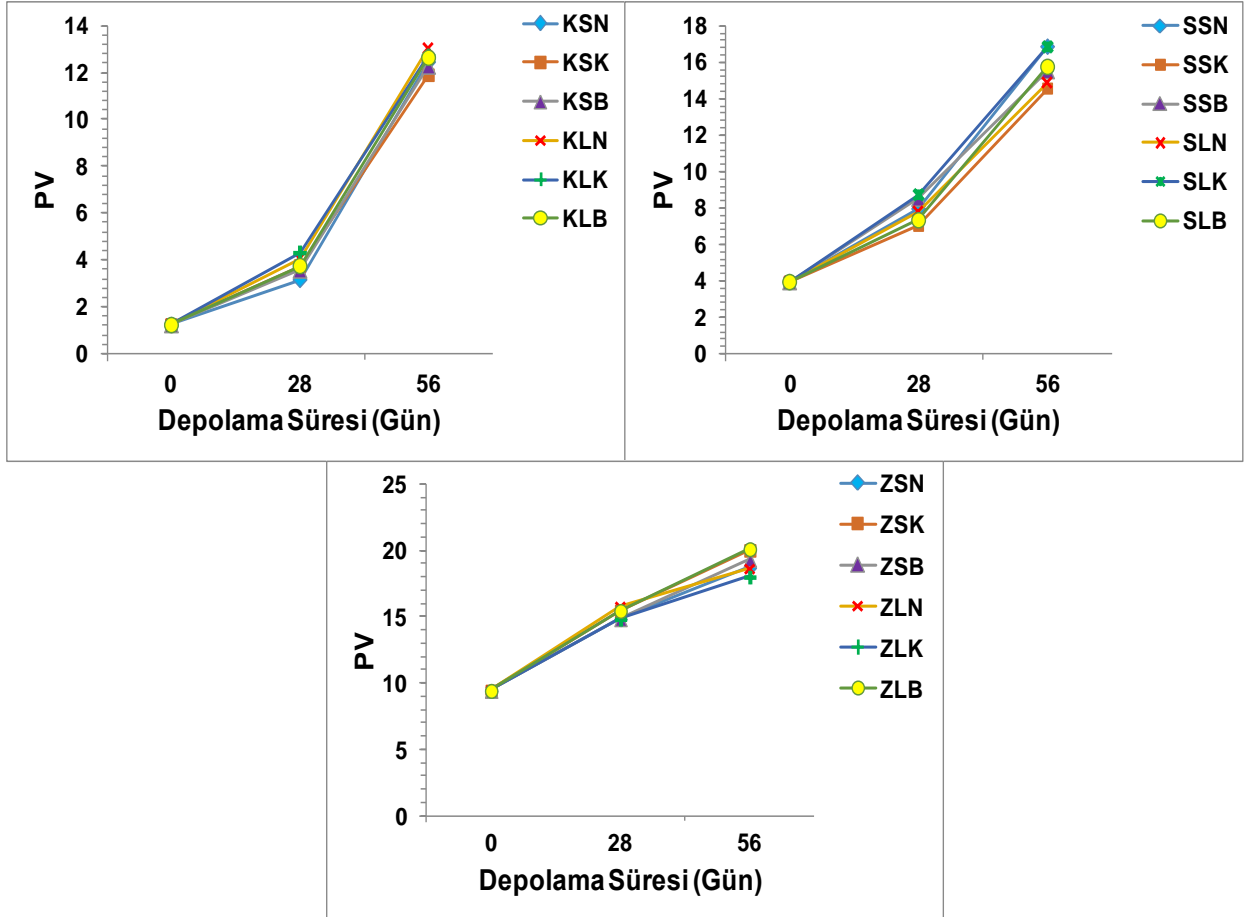 PV
14
12
10
8
6
4
2
0
0 28 56
Depolama Süresi (Gün)
KSN
KSK
KSB
KLN
KLK
KLB
PV
18
16
14
12
10
8
6
4
2
0
0 28 56
Depolama Süresi (Gün)
SSN
SSK
SSB
SLN
SLK
SLB
PV
25
20
15
10
5
0
0 28 56
Depolama Süresi (Gün)
ZSN
ZSK
ZSB
ZLN
ZLK
ZLB